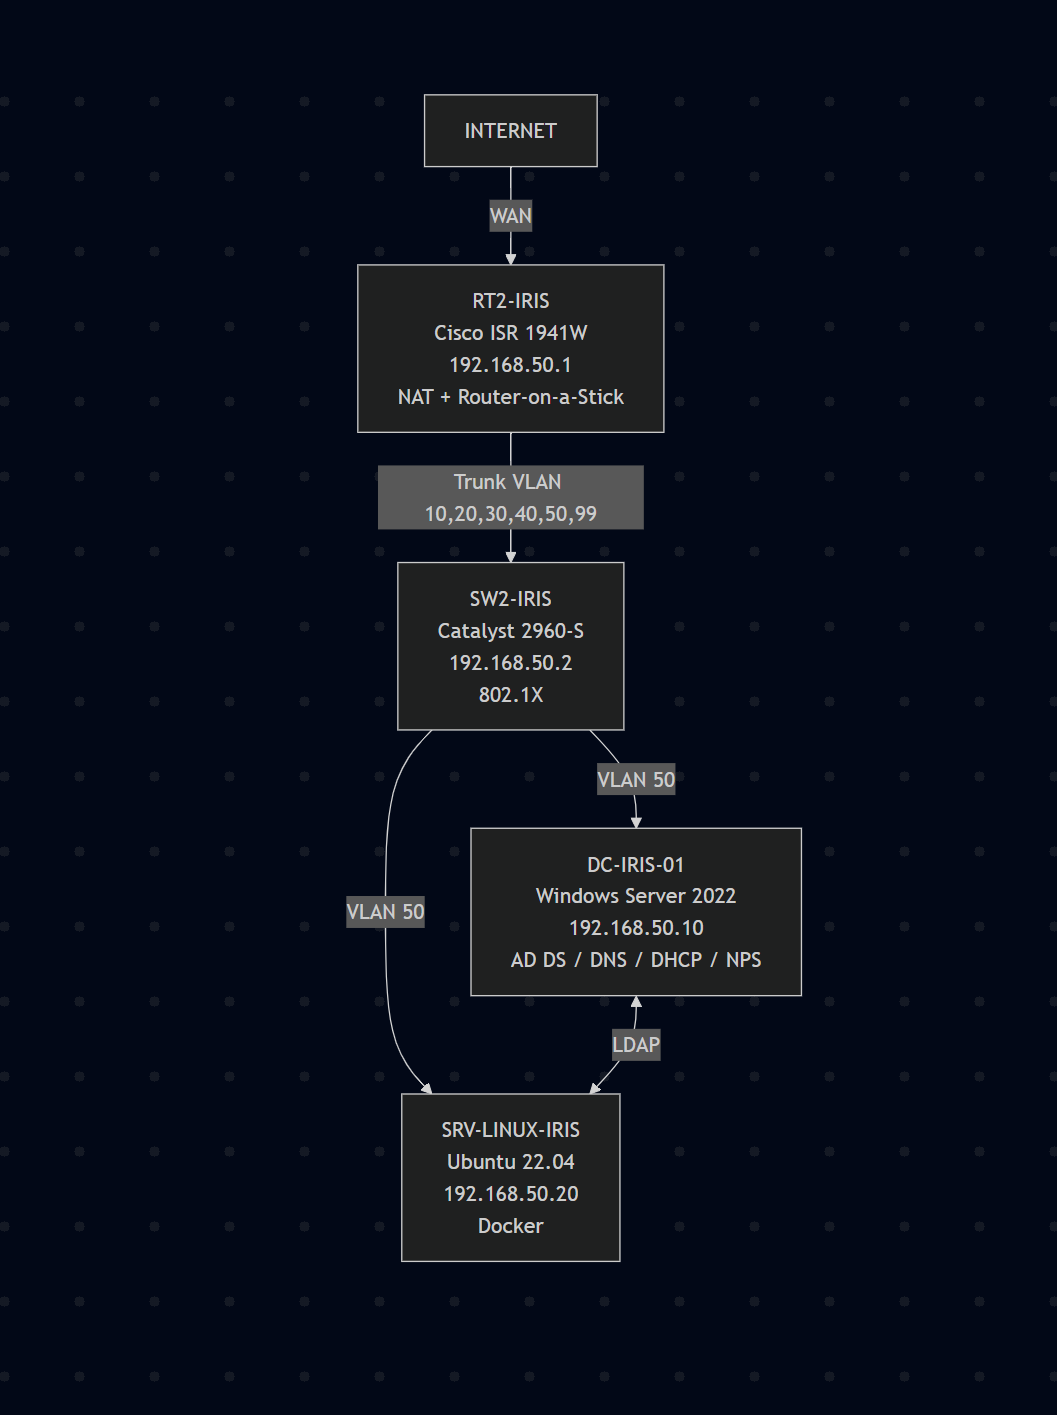 INTERNET
WAN
RT2-IRIS
Cisco ISR 1941W
192.168.50.1
NAT + Router-on-a-Stick
Trunk VLAN
10,20,30,40,50,99
SW2-IRIS
Catalyst 2960-S
192.168.50.2
802.1X
VLAN 50
DC-IRIS-01
Windows Server 2022
192.168.50.10
AD DS / DNS / DHCP / NPS
VLAN 50
LDAP
SRV-LINUX-IRIS
Ubuntu 22.04
192.168.50.20
Docker